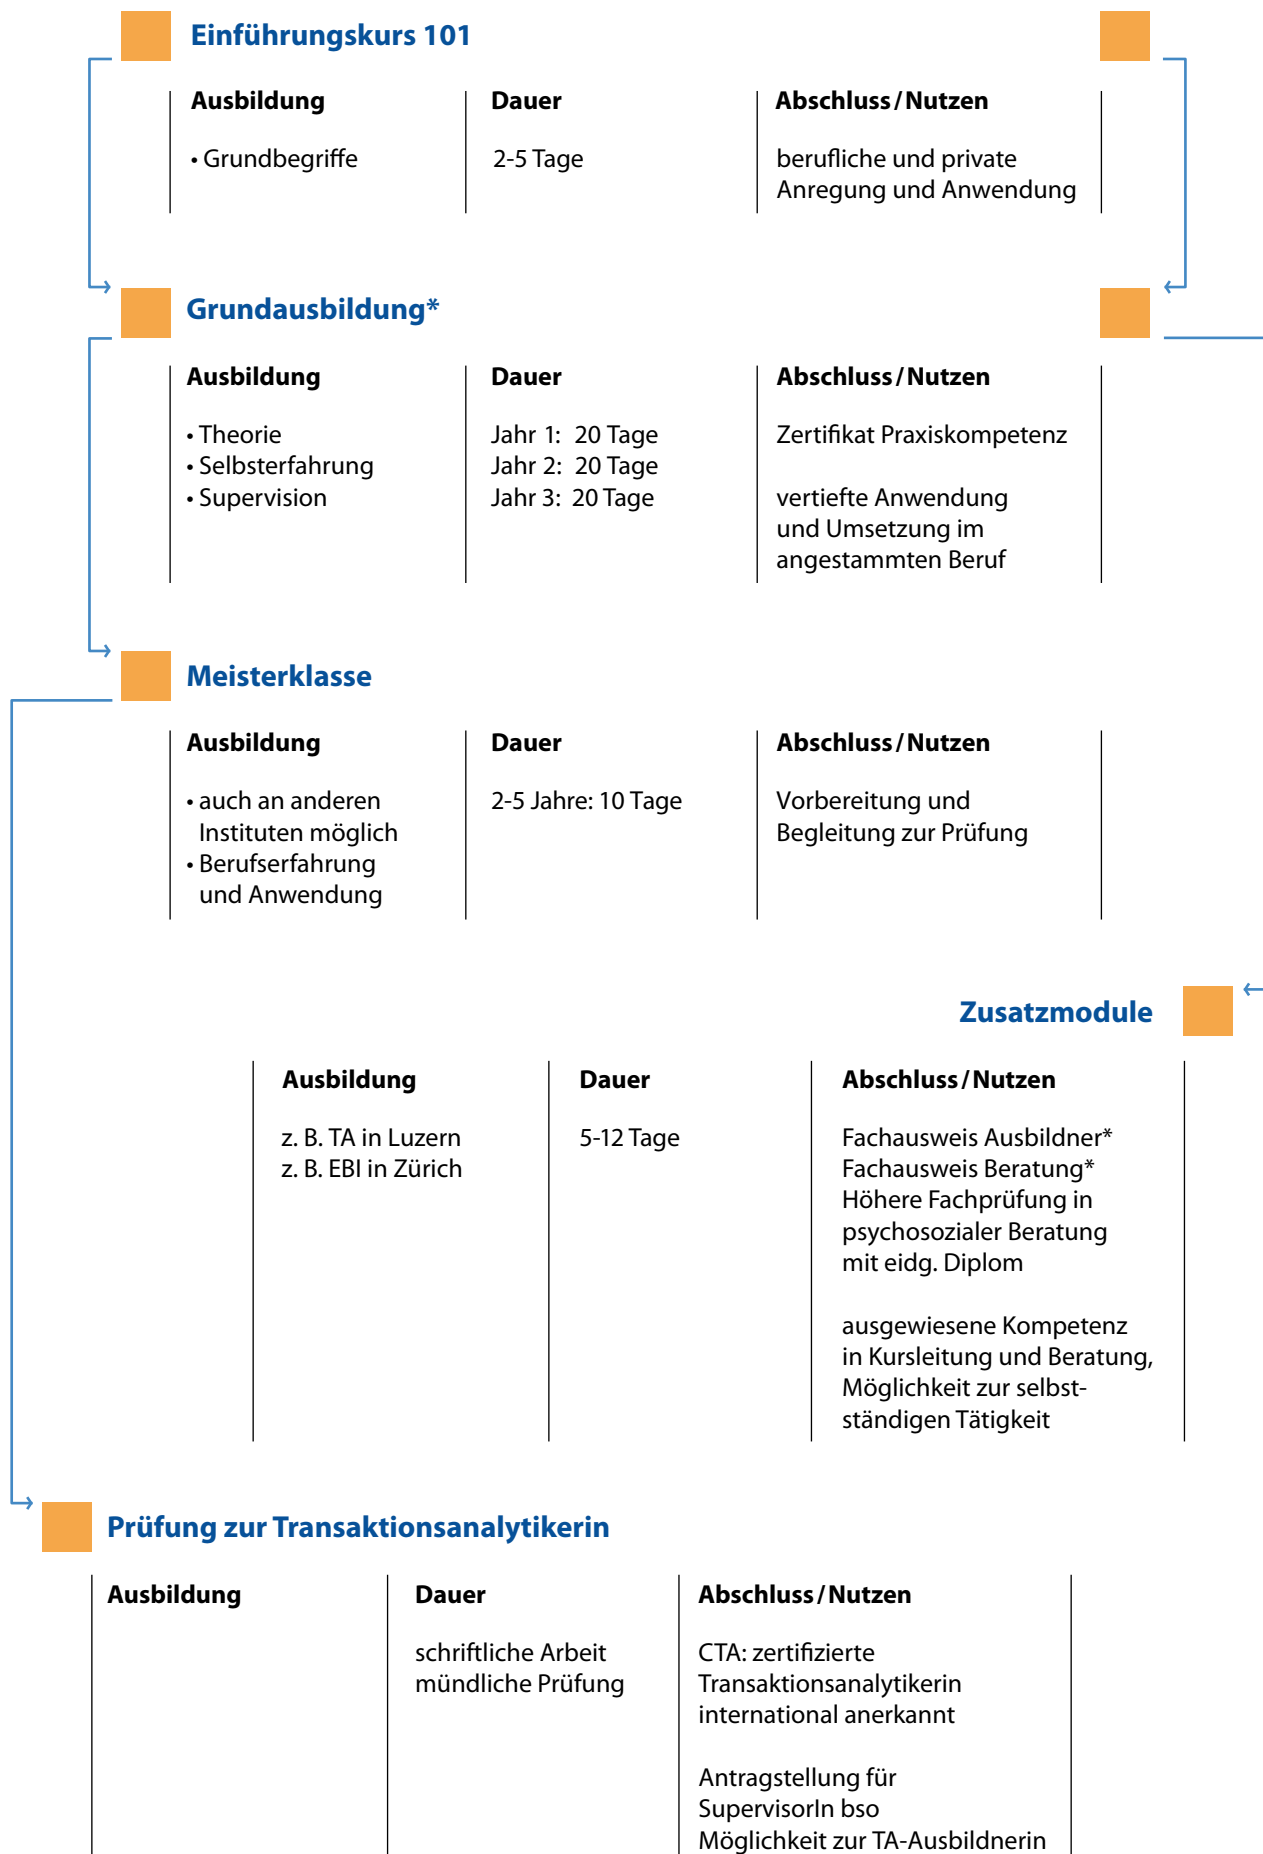 Einführungskurs 101
Ausbildung
• Grundbegriffe
Dauer
2-5 Tage
Abschluss/Nutzen
berufliche und private
Anregung und Anwendung
Grundausbildung*
Ausbildung
• Theorie
• Selbsterfahrung
• Supervision
Dauer
Jahr 1: 20 Tage
Jahr 2: 20 Tage
Jahr 3: 20 Tage
Abschluss/Nutzen
Zertifikat Praxiskompetenz
vertiefte Anwendung
und Umsetzung im
angestammten Beruf
Meisterklasse
Ausbildung
• auch an anderen
Instituten möglich
• Berufserfahrung
und Anwendung
Dauer
2-5 Jahre: 10 Tage
Abschluss/Nutzen
Vorbereitung und
Begleitung zur Prüfung
Zusatzmodule
Ausbildung
z. B. TA in Luzern
z. B. EBI in Zürich
Dauer
5-12 Tage
Abschluss/Nutzen
Fachausweis Ausbildner*
Fachausweis Beratung*
Höhere Fachprüfung in
psychosozialer Beratung
mit eidg. Diplom
ausgewiesene Kompetenz
in Kursleitung und Beratung,
Möglichkeit zur selbst-
ständigen Tätigkeit
Prüfung zur Transaktionsanalytikerin
Ausbildung
Dauer
schriftliche Arbeit
mündliche Prüfung
Abschluss/Nutzen
CTA: zertifizierte
Transaktionsanalytikerin
international anerkannt
Antragstellung für
SupervisorIn bso
Möglichkeit zur TA-Ausbildnerin